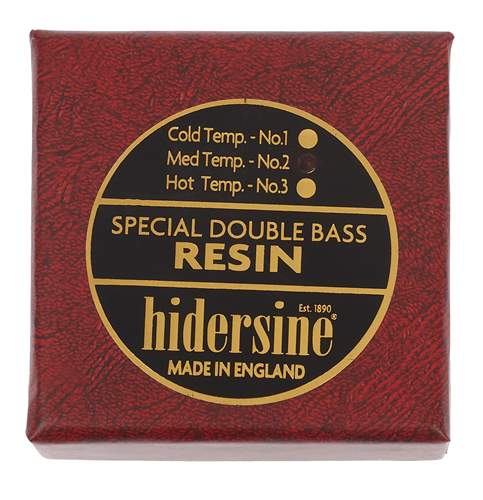 Cold Temp. - No.1
Med Temp. - No.2
Hot Temp. - No.3
SPECIAL DOUBLE BASS
RESIN
Est. 1890
hidersine®
MADE IN ENGLAND